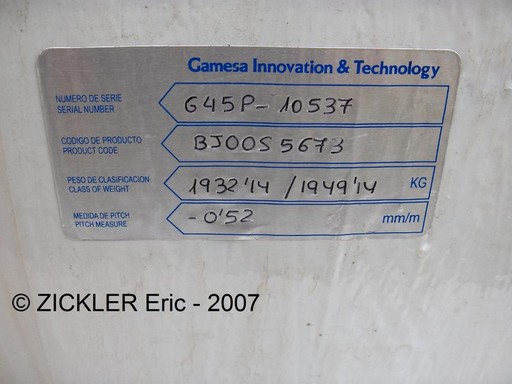 Gamesa Innovation & Technology
NUMERO DE SERIE
SERIAL NUMBER
G45P-10537
CODIGO DE PRODUCTO
PRODUCT CODE
BJOOS5673
PESO DE CLASIFICACION
CLASS OF WEIGHT
1932'14 / 1949'14 KG
MEDIDA DE PITCH
PITCH MEASURE
-0'52 mm/m
© ZICKLER Eric - 2007